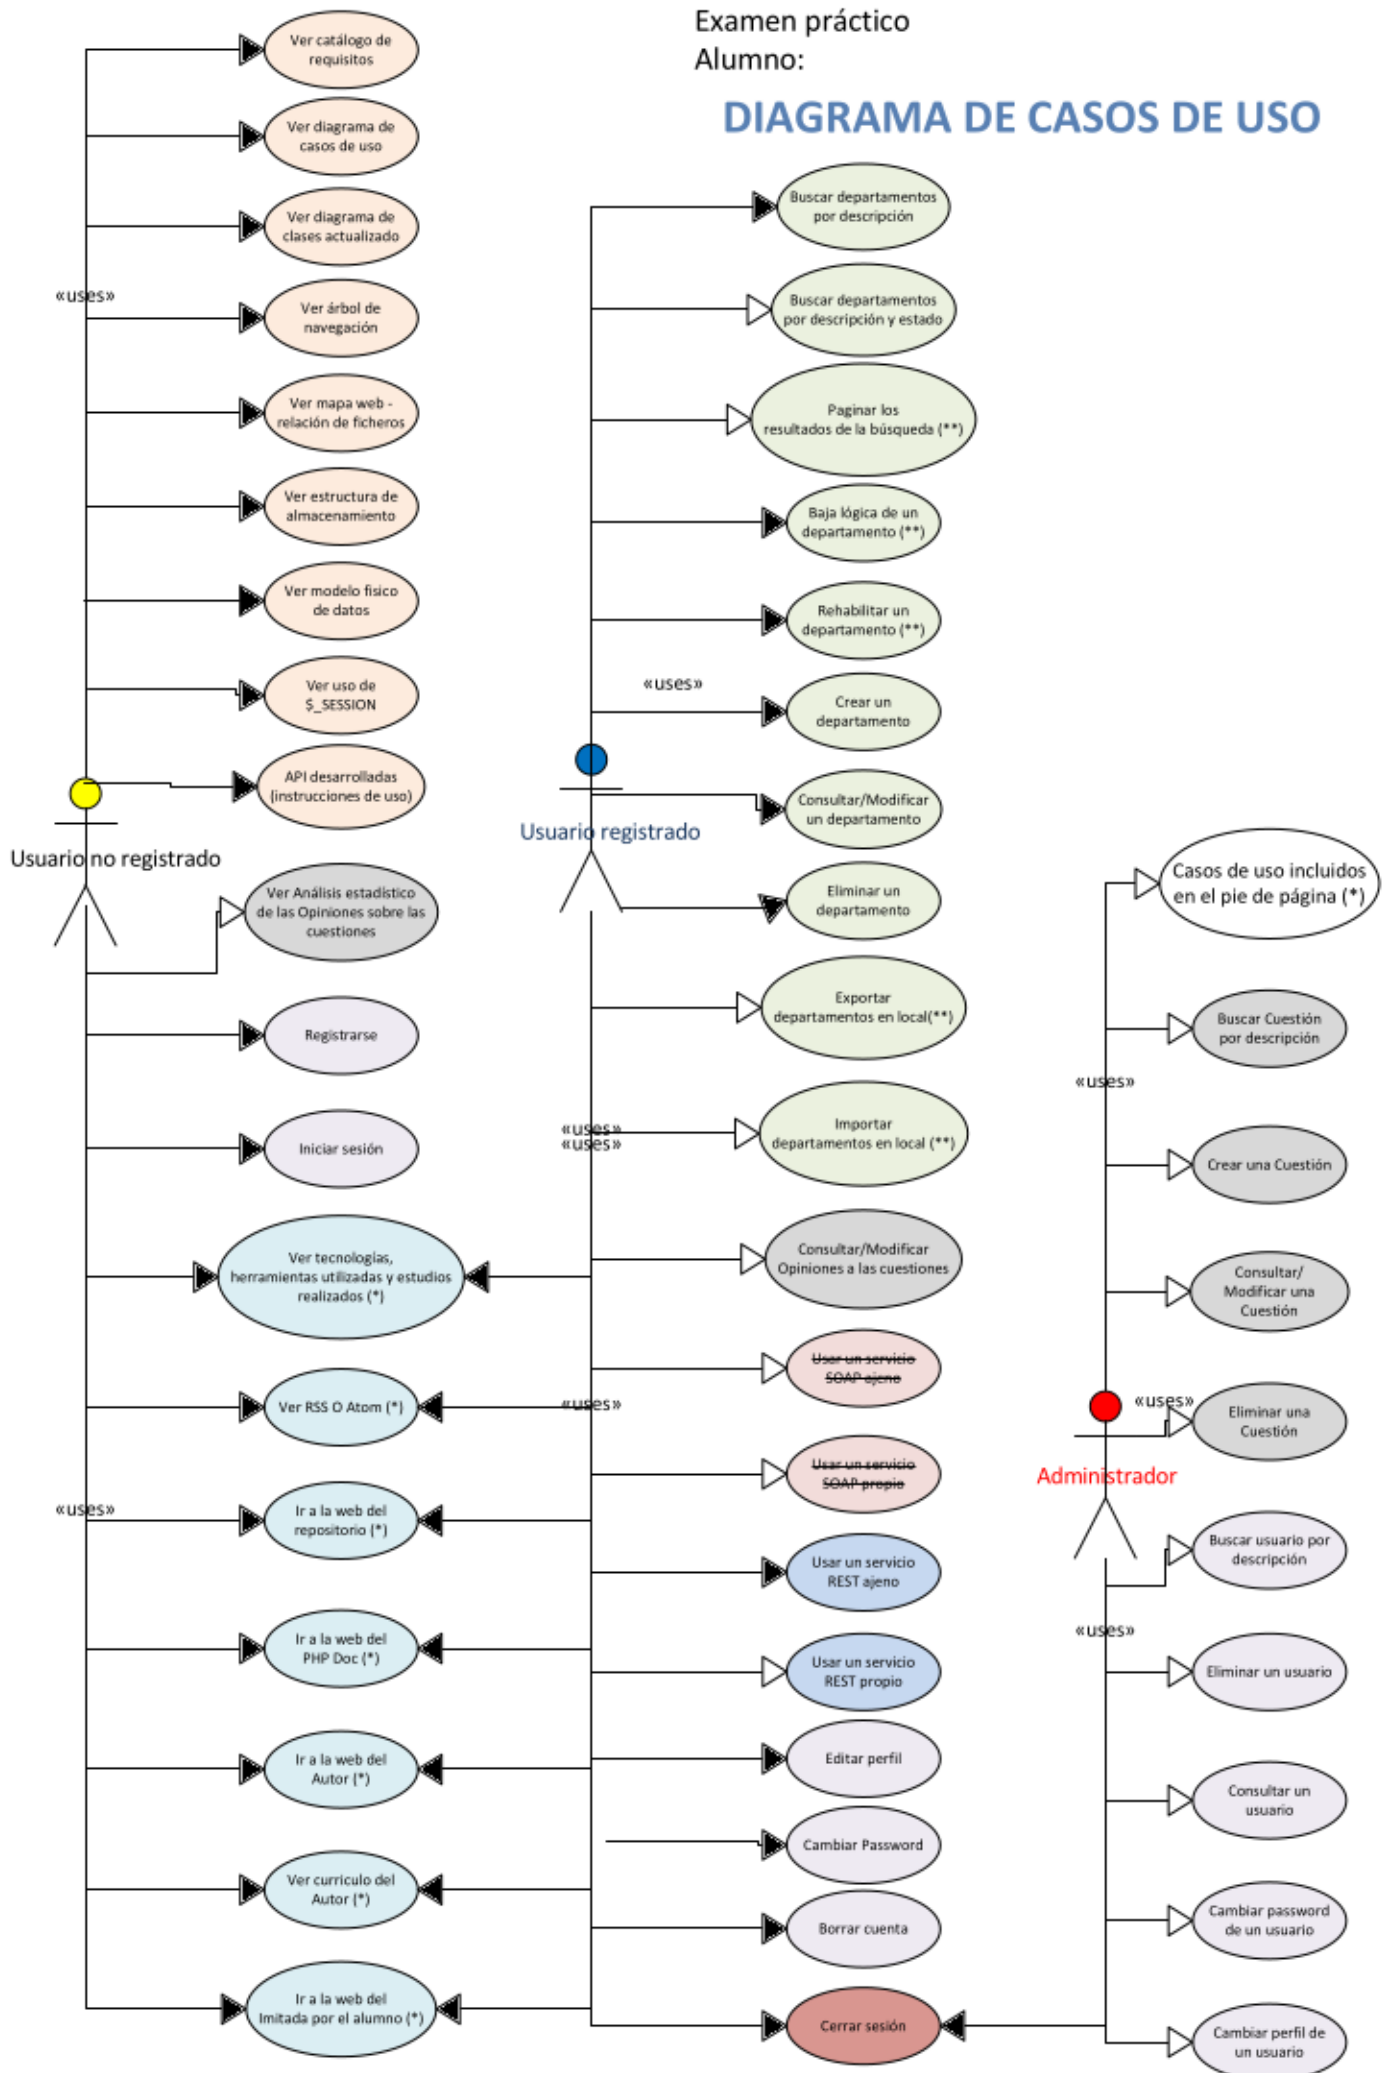 Examen práctico
Alumno:
DIAGRAMA DE CASOS DE USO
Ver catálogo de
requisitos
Ver diagrama de
casos de uso
Ver diagrama de
clases actualizado
«uses»
Ver árbol de
navegación
Ver mapa web -
relación de ficheros
Ver estructura de
almacenamiento
Ver modelo fisico
de datos
Ver uso de
$_SESSION
API desarrolladas
(instrucciones de uso)
Usuario no registrado
Ver Análisis estadístico
de las Opiniones sobre las
cuestiones
Registrarse
Iniciar sesión
Ver tecnologías,
herramientas utilizadas y estudios
realizados (*)
Ver RSS O Atom (*)
«uses»
Ir a la web del
repositorio (*)
Ir a la web del
PHP Doc (*)
Ir a la web del
Autor (*)
Ver curriculo del
Autor (*)
Ir a la web del
Imitada por el alumno (*)
Buscar departamentos
por descripción
Buscar departamentos
por descripción y estado
Paginar los
resultados de la búsqueda (**)
Baja lógica de un
departamento (**)
Rehabilitar un
departamento (**)
«uses»
Crear un
departamento
Consultar/Modificar
un departamento
Usuario registrado
Eliminar un
departamento
Exportar
departamentos en local(**)
«uses»
«uses»
Importar
departamentos en local (**)
Consultar/Modificar
Opiniones a las cuestiones
Usar un servicio
SOAP ajeno
«uses»
Usar un servicio
SOAP propio
Usar un servicio
REST ajeno
Usar un servicio
REST propio
Editar perfil
Cambiar Password
Borrar cuenta
Cerrar sesión
Casos de uso incluidos
en el pie de página (*)
Buscar Cuestión
por descripción
«uses»
Crear una Cuestión
Consultar/
Modificar una
Cuestión
«uses»
Eliminar una
Cuestión
Administrador
Buscar usuario por
descripción
«uses»
Eliminar un usuario
Consultar un
usuario
Cambiar password
de un usuario
Cambiar perfil de
un usuario